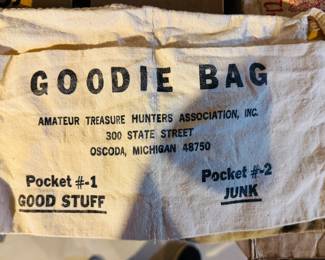 GOODIE BAG
AMATEUR TREASURE HUNTERS ASSOCIATION, INC.
300 STATE STREET
OSCODA, MICHIGAN 48750
Pocket #-1
GOOD STUFF
Pocket #-2
JUNK